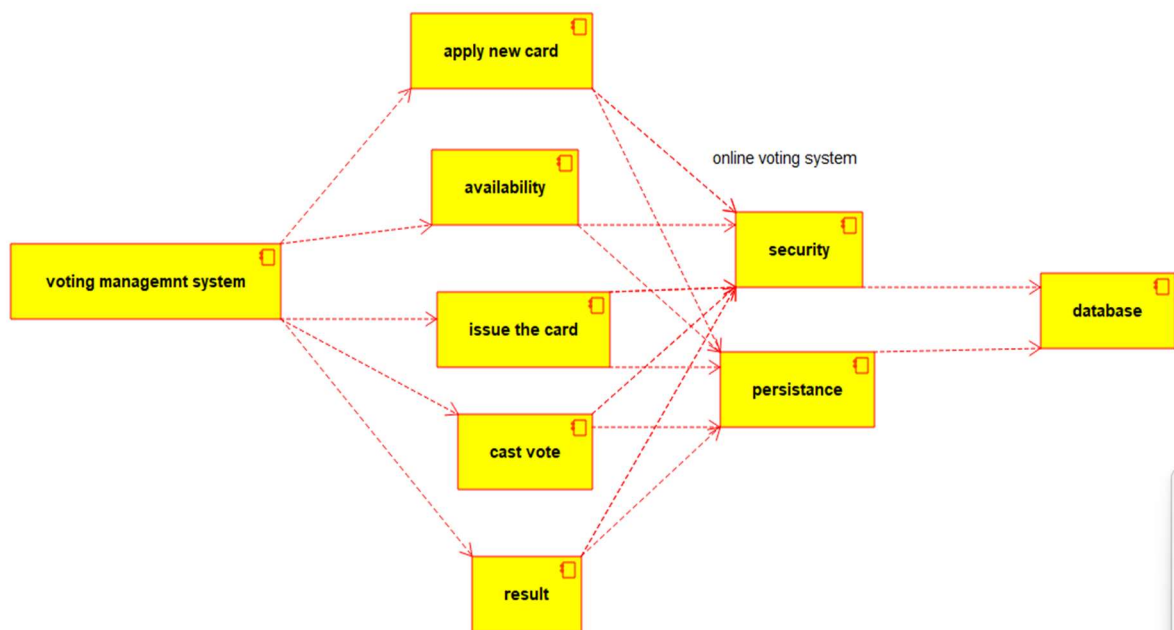 apply new card
availability
online voting system
security
voting managemnt system
issue the card
database
persistance
cast vote
result